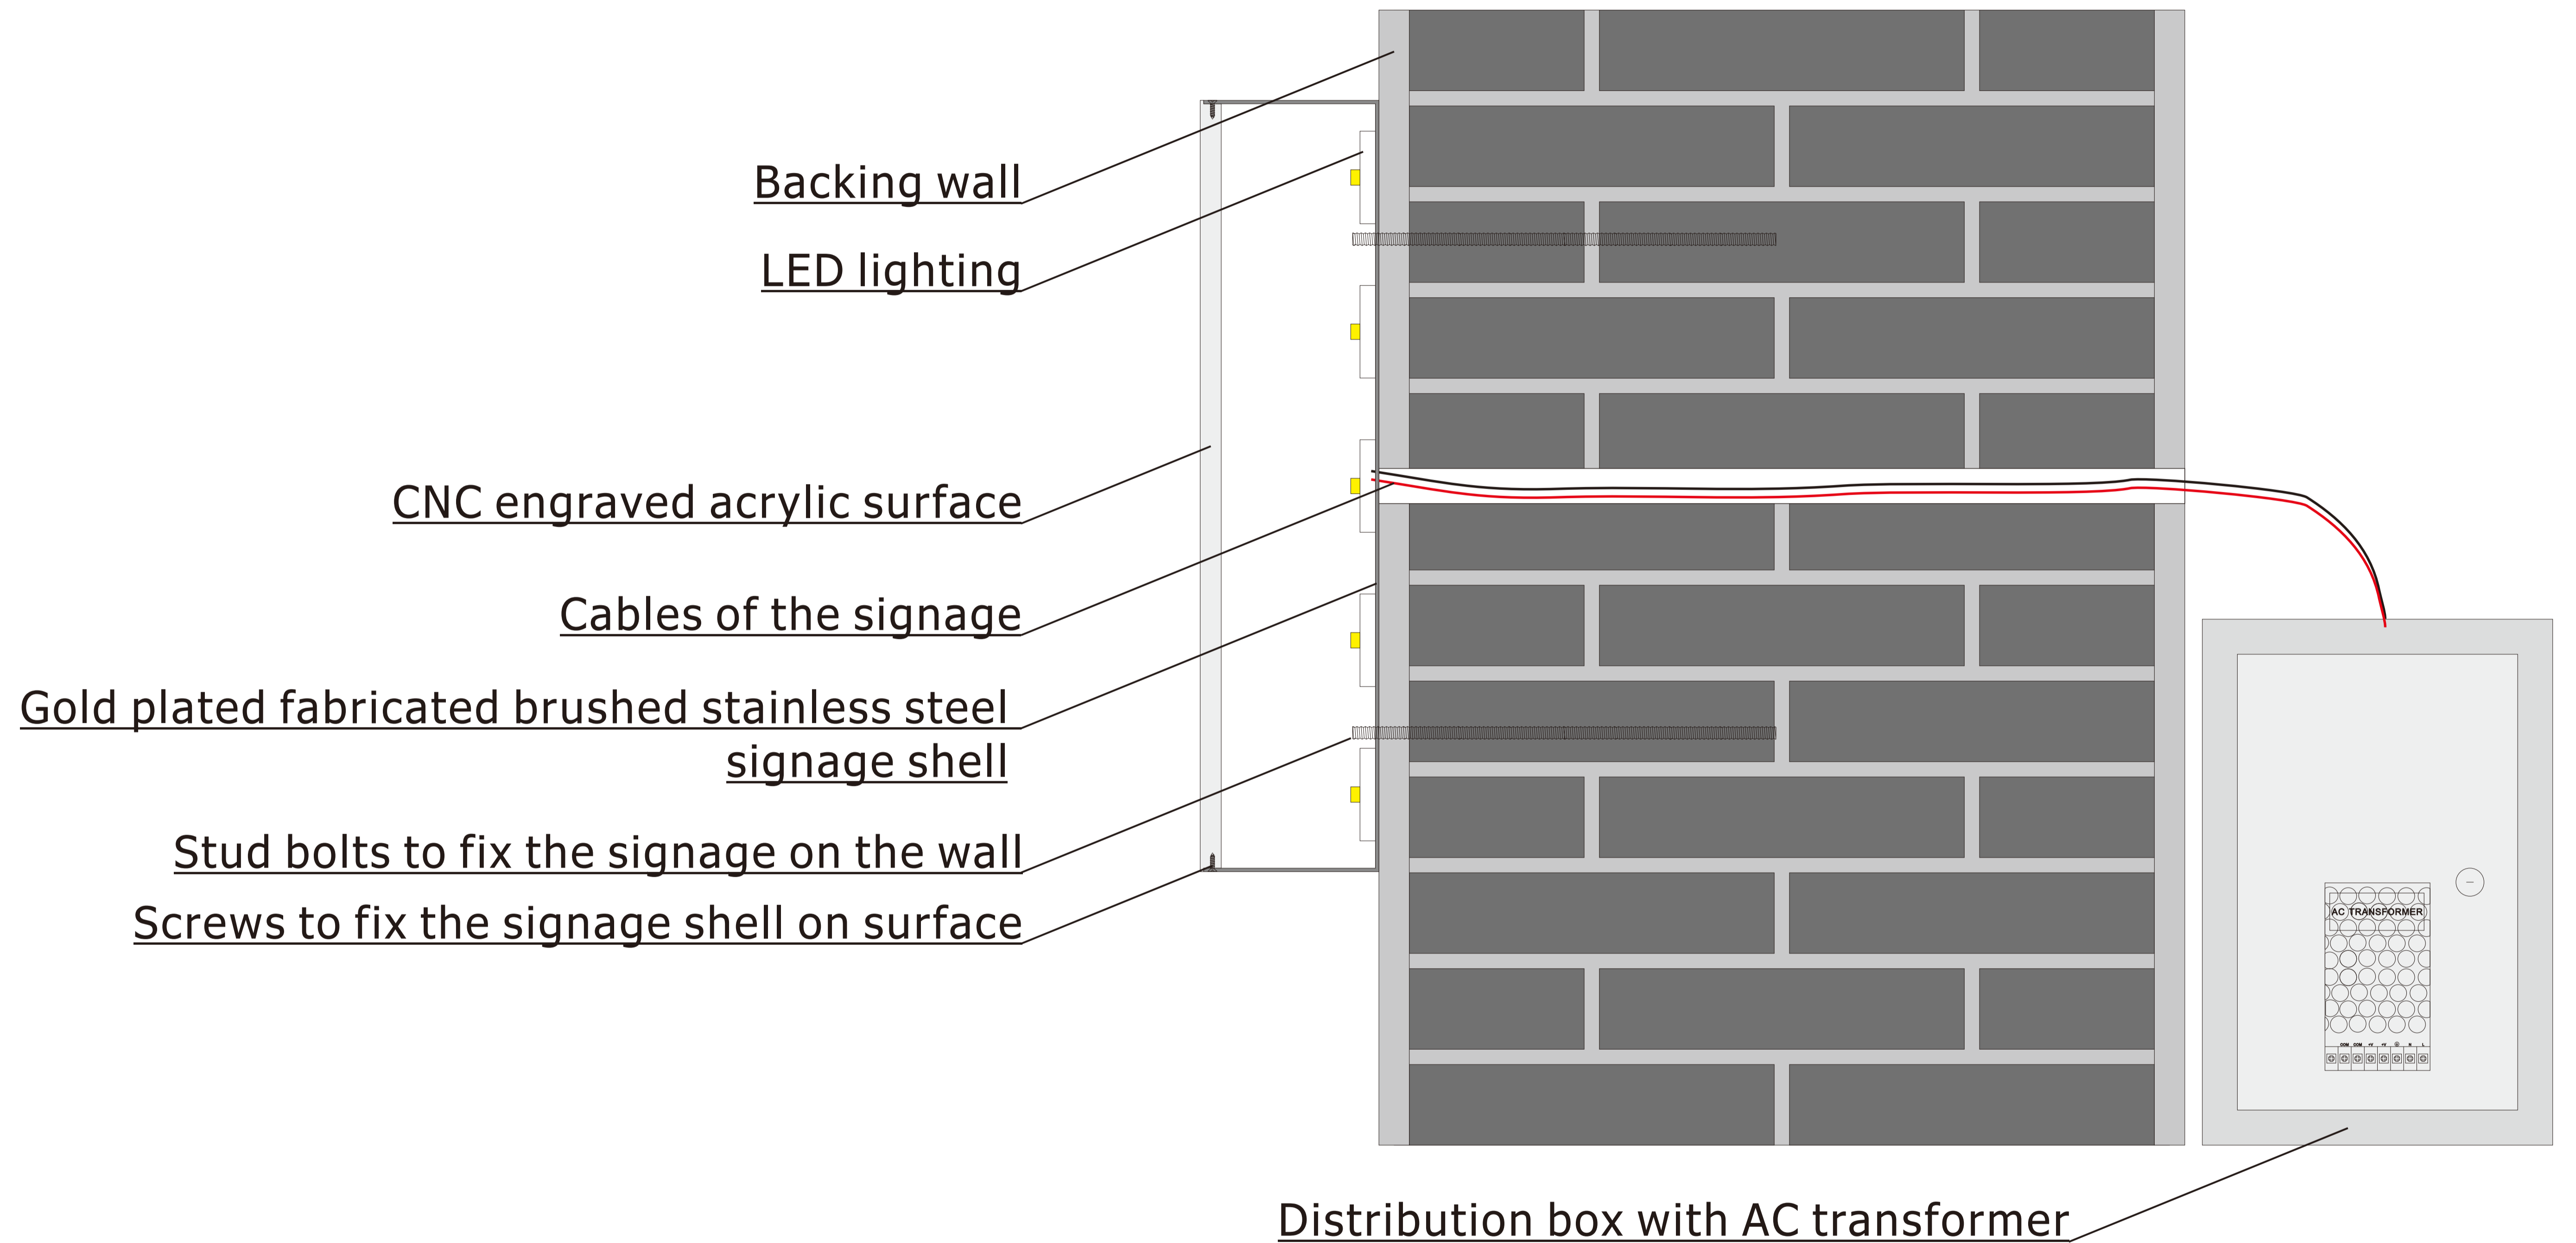 Backing wall
LED lighting
CNC engraved acrylic surface
Cables of the signage
Gold plated fabricated brushed stainless steel
signage shell
Stud bolts to fix the signage on the wall
Screws to fix the signage shell on surface
AC TRANSFORMER
COM COM +V +V ⏚ N L
Distribution box with AC transformer